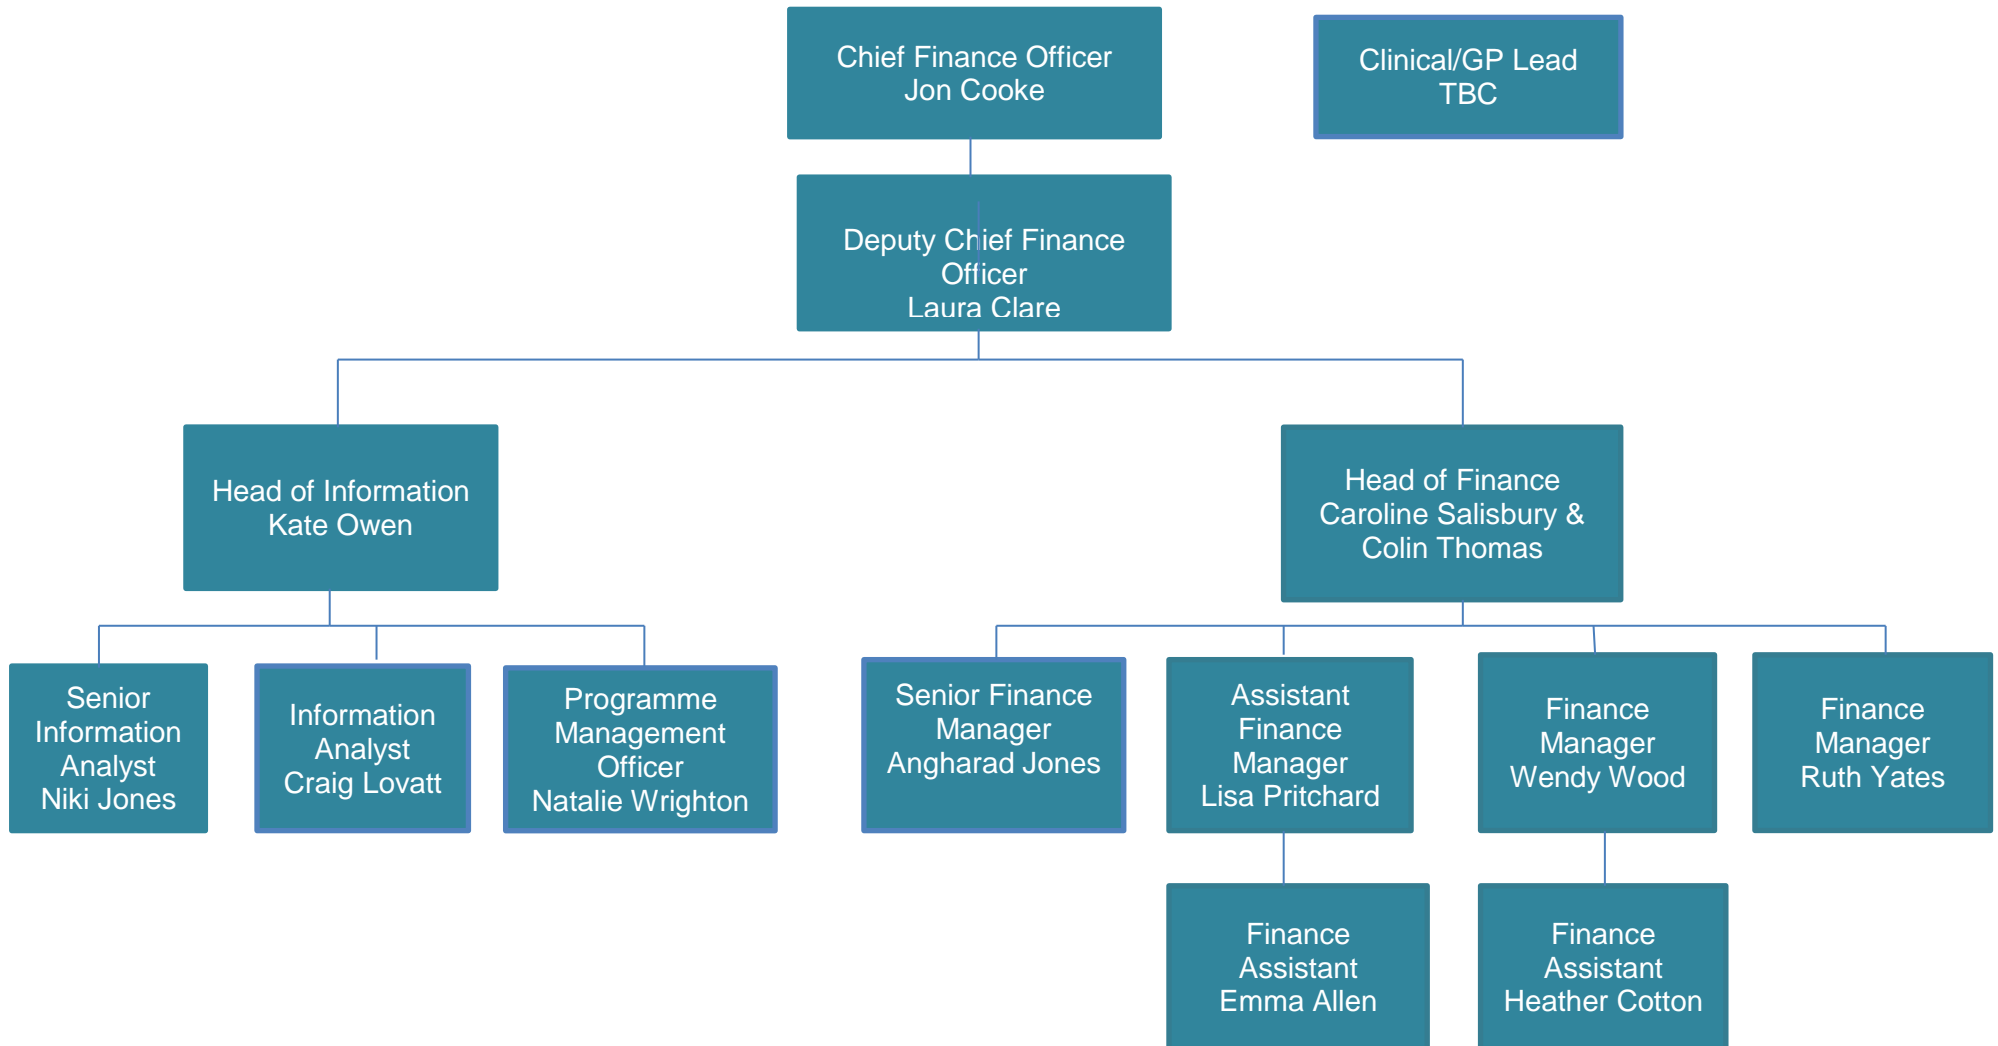 Chief Finance Officer
Jon Cooke
Clinical/GP Lead
TBC
Deputy Chief Finance
Officer
Laura Clare
Head of Information
Kate Owen
Head of Finance
Caroline Salisbury &
Colin Thomas
Senior
Information
Analyst
Niki Jones
Information
Analyst
Craig Lovatt
Programme
Management
Officer
Natalie Wrighton
Senior Finance
Manager
Angharad Jones
Assistant
Finance
Manager
Lisa Pritchard
Finance
Manager
Wendy Wood
Finance
Manager
Ruth Yates
Finance
Assistant
Emma Allen
Finance
Assistant
Heather Cotton